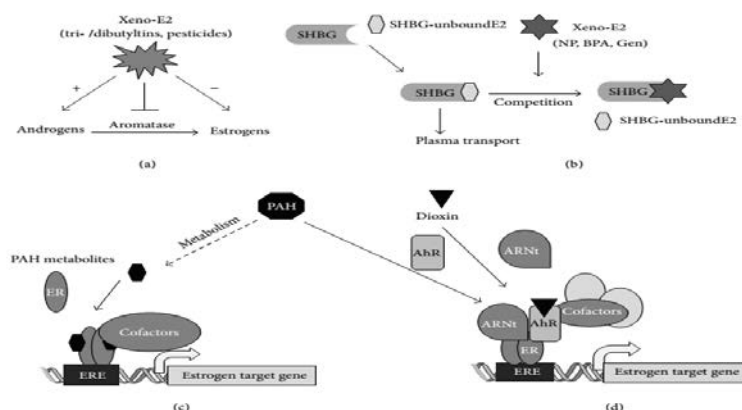 Xeno-E2
(tri- /dibutyltins, pesticides)
+
−
Androgens
Aromatase
Estrogens
(a)
SHBG
SHBG-unboundE2
Xeno-E2
(NP, BPA, Gen)
SHBG
Competition
SHBG
SHBG-unboundE2
Plasma transport
(b)
PAH
Metabolism
PAH metabolites
ER
Cofactors
ERE
Estrogen target gene
(c)
Dioxin
AhR
ARNt
ARNt
AhR
Cofactors
ER
ERE
Estrogen target gene
(d)